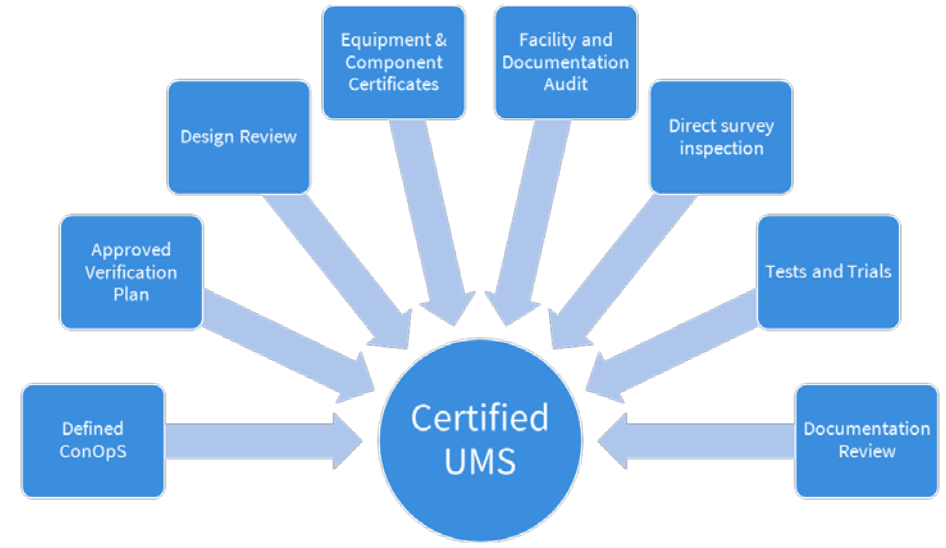 Equipment &
Component
Certificates
Facility and
Documentation
Audit
Design Review
Direct survey
inspection
Approved
Verification
Plan
Tests and Trials
Defined
ConOpS
Certified
UMS
Documentation
Review